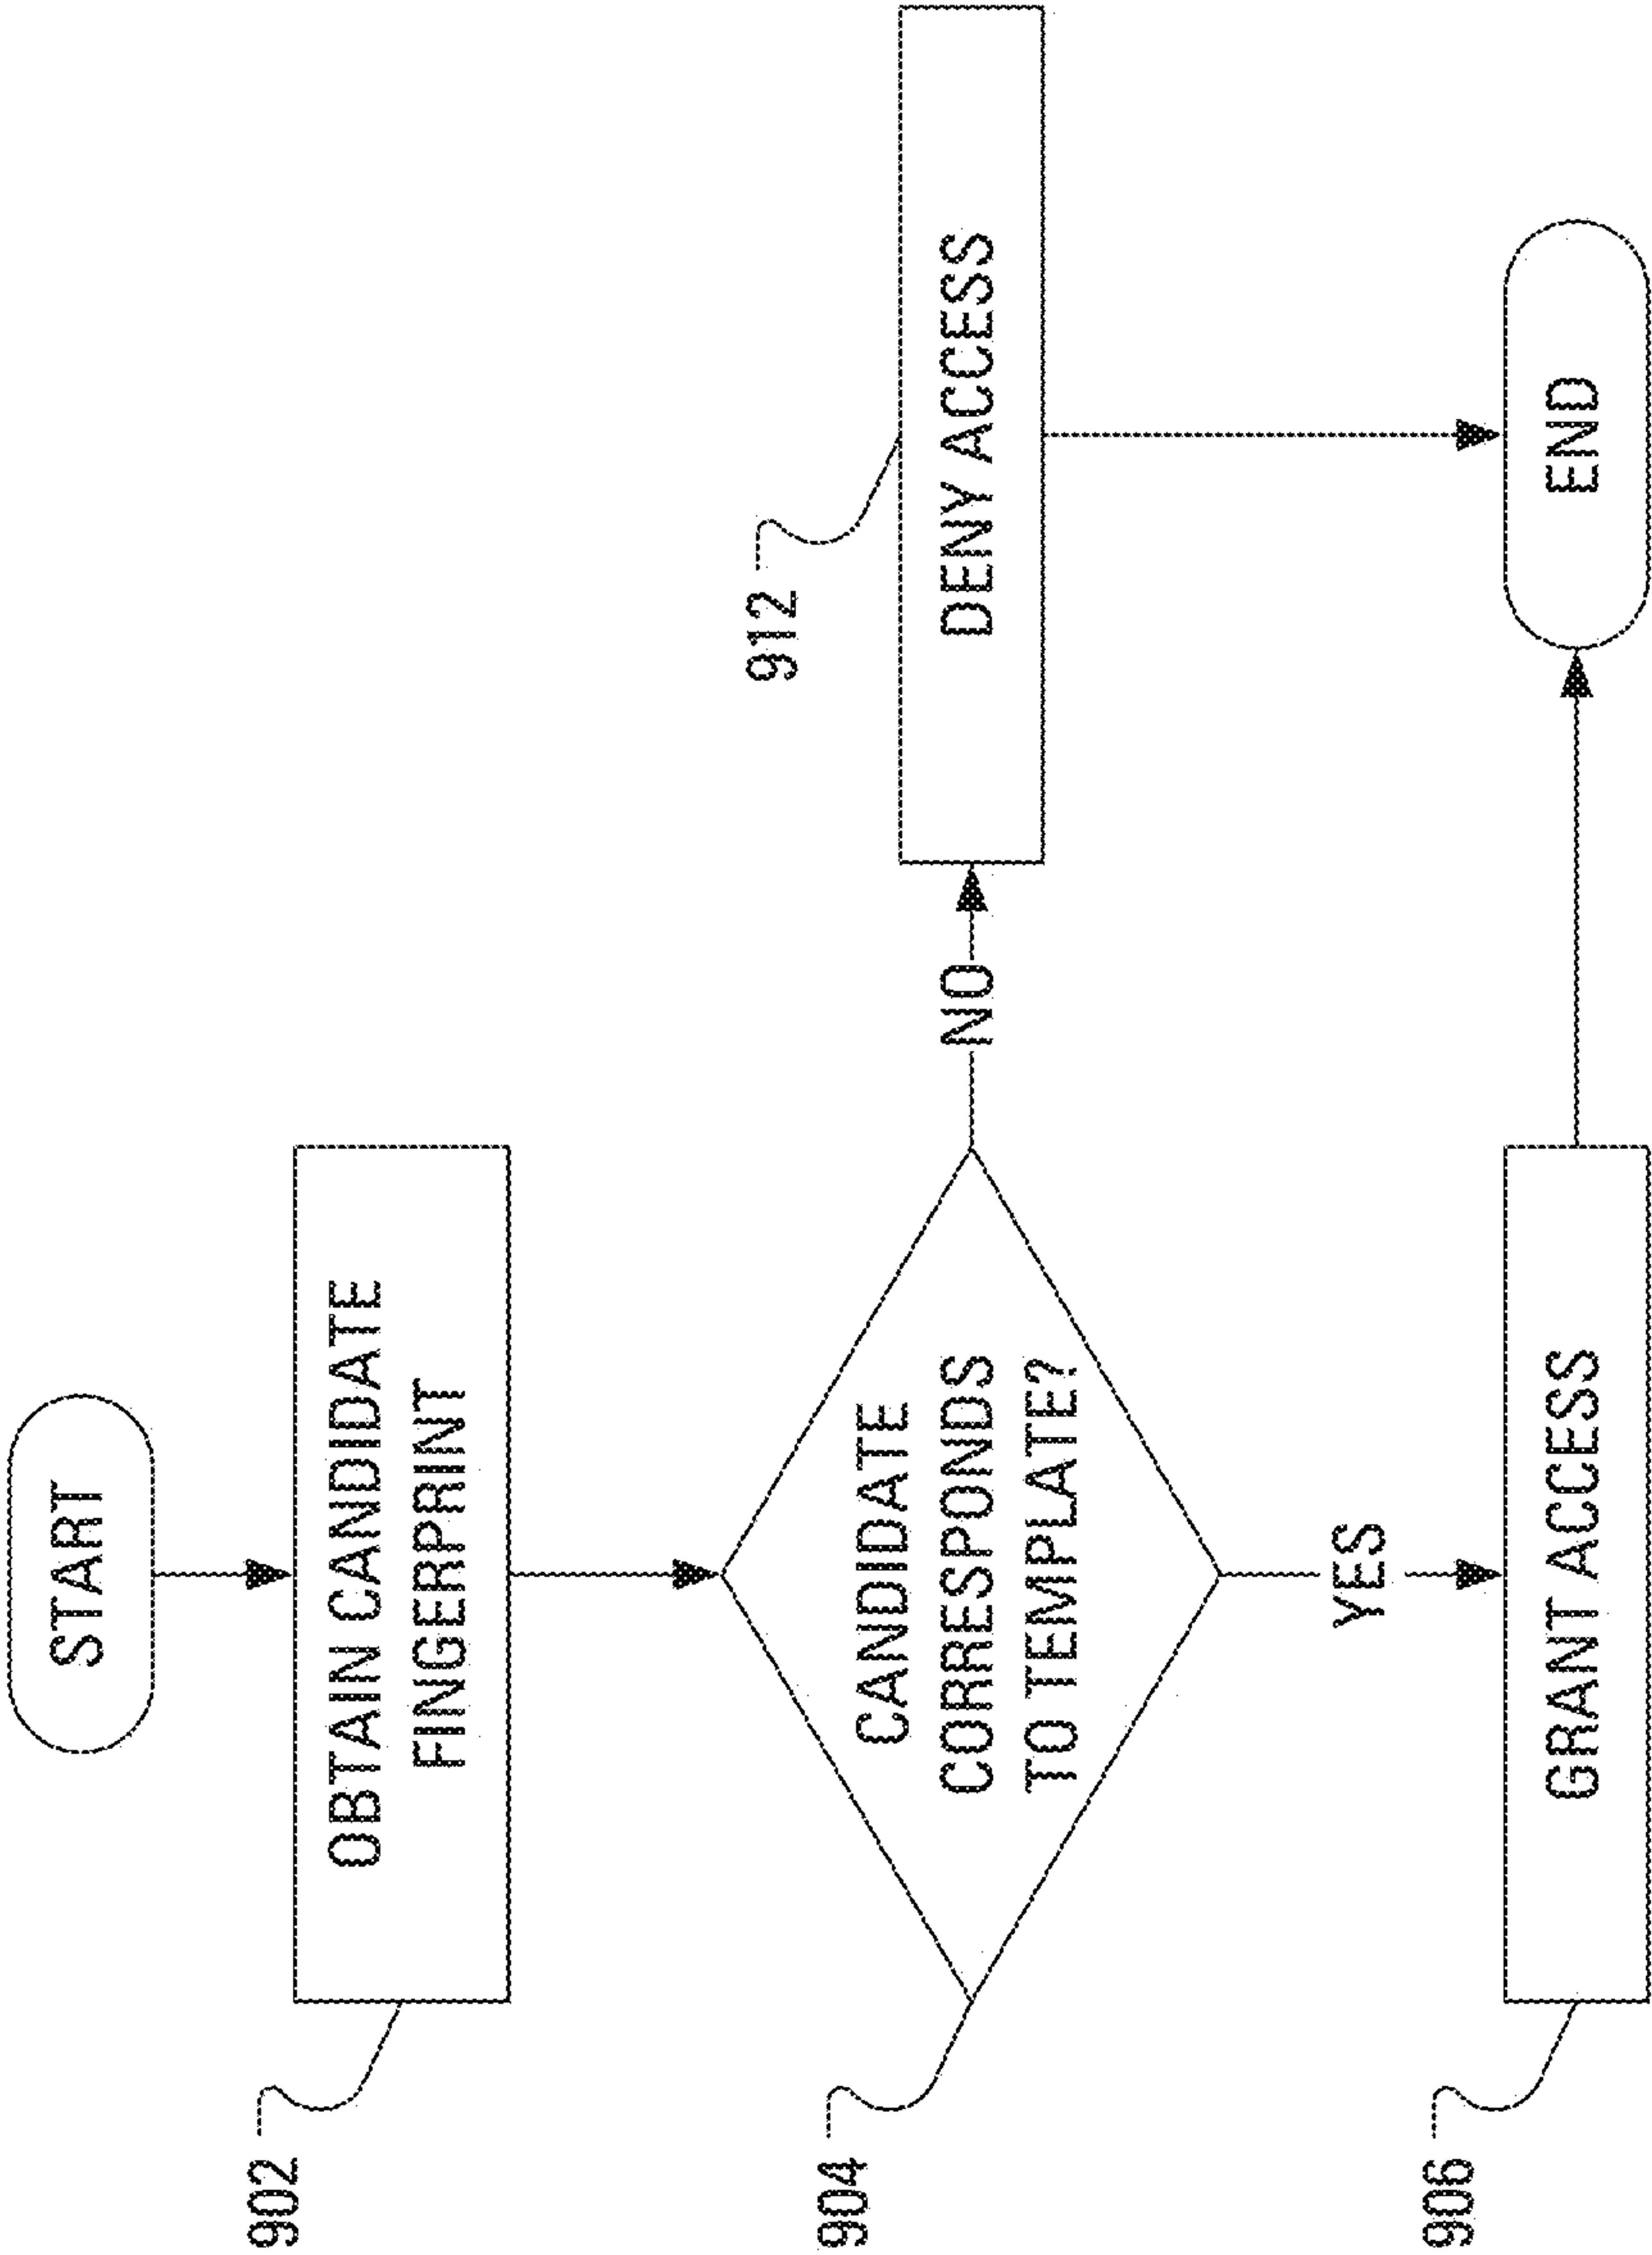 START
902
OBTAIN CANDIDATE
FINGERPRINT
904
CANDIDATE
CORRESPONDS
TO TEMPLATE?
NO
912
DENY ACCESS
YES
906
GRANT ACCESS
END